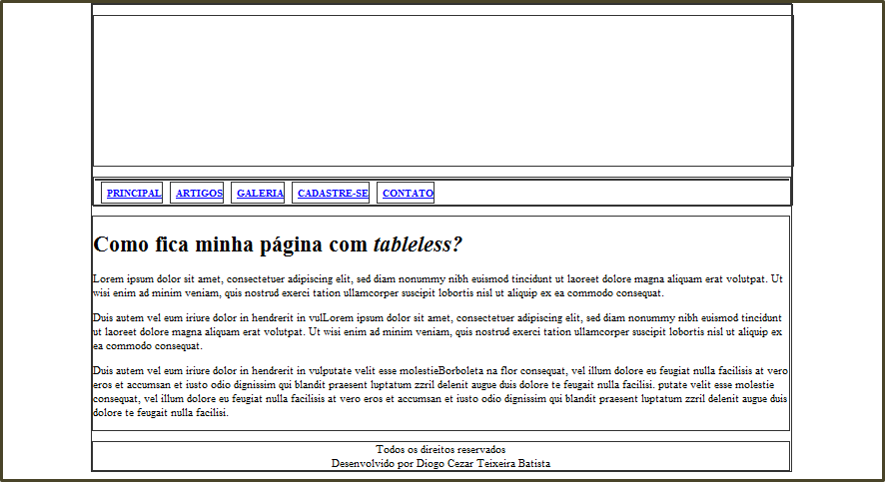 PRINCIPAL ARTIGOS GALERIA CADASTRE-SE CONTATO
Como fica minha página com tableless?
Lorem ipsum dolor sit amet, consectetuer adipiscing elit, sed diam nonummy nibh euismod tincidunt ut laoreet dolore magna aliquam erat volutpat. Ut
wisi enim ad minim veniam, quis nostrud exerci tation ullamcorper suscipit lobortis nisl ut aliquip ex ea commodo consequat.
Duis autem vel eum iriure dolor in hendrerit in vulLorem ipsum dolor sit amet, consectetuer adipiscing elit, sed diam nonummy nibh euismod tincidunt
ut laoreet dolore magna aliquam erat volutpat. Ut wisi enim ad minim veniam, quis nostrud exerci tation ullamcorper suscipit lobortis nisl ut aliquip ex
ea commodo consequat.
Duis autem vel eum iriure dolor in hendrerit in vulputate velit esse molestieBorboleta na flor consequat, vel illum dolore eu feugiat nulla facilisis at vero
eros et accumsan et iusto odio dignissim qui blandit praesent luptatum zzril delenit augue duis dolore te feugait nulla facilisi. putate velit esse molestie
consequat, vel illum dolore eu feugiat nulla facilisis at vero eros et accumsan et iusto odio dignissim qui blandit praesent luptatum zzril delenit augue duis
dolore te feugait nulla facilisi.
Todos os direitos reservados
Desenvolvido por Diogo Cezar Teixeira Batista